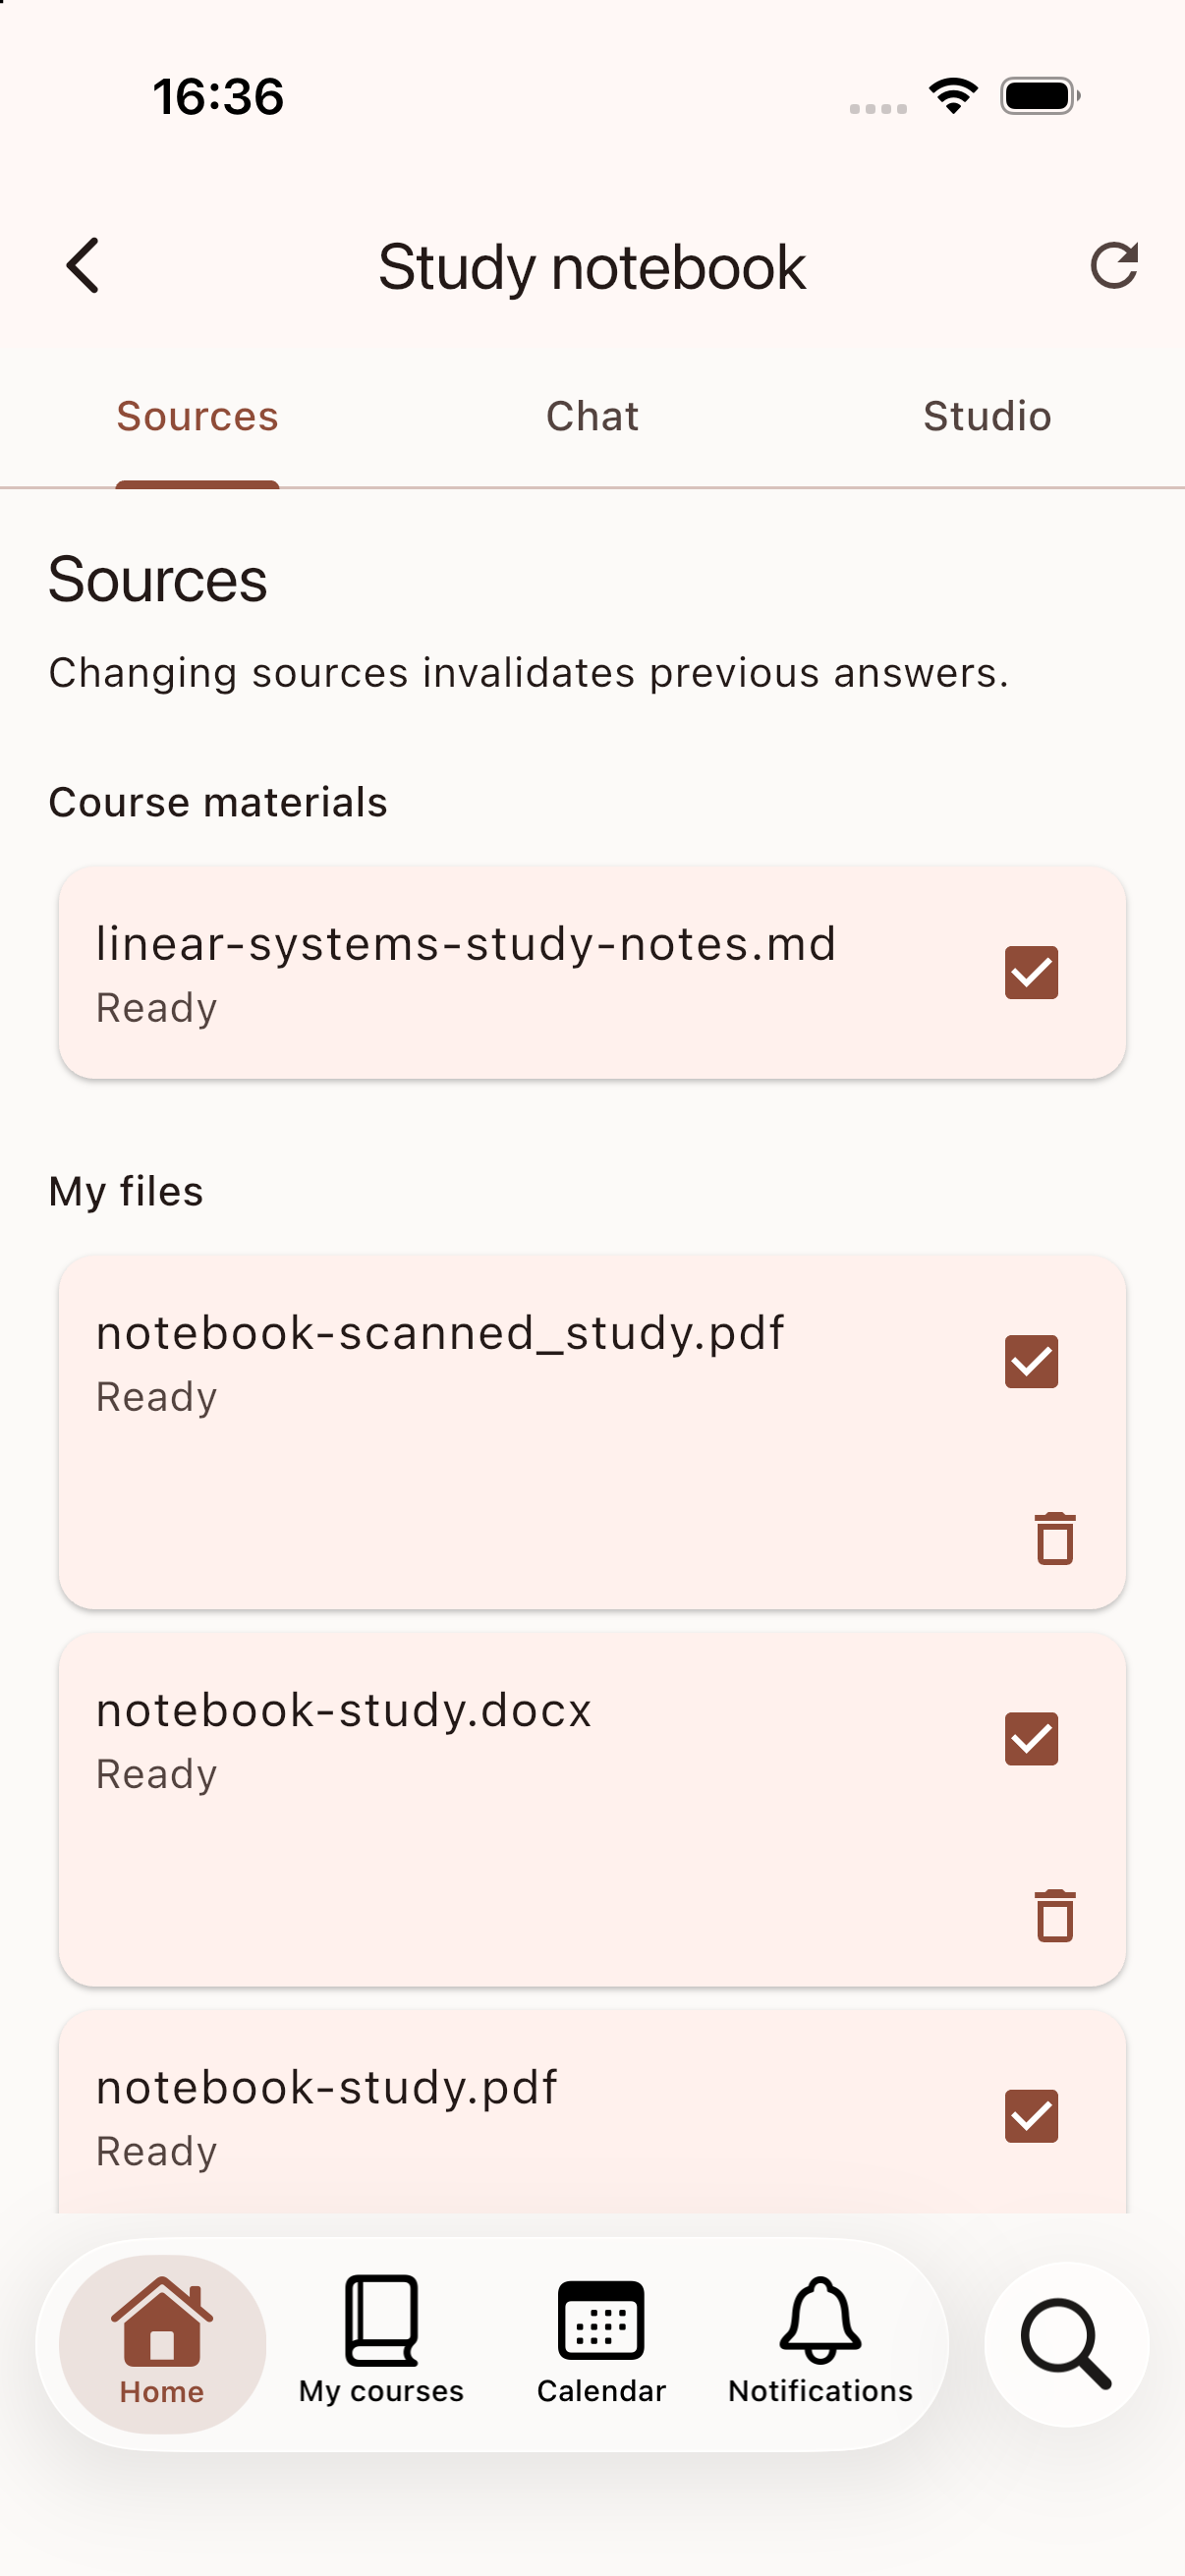 16:36
Study notebook
Sources
Chat
Studio
Sources
Changing sources invalidates previous answers.
Course materials
linear-systems-study-notes.md
Ready
My files
notebook-scanned_study.pdf
Ready
notebook-study.docx
Ready
notebook-study.pdf
Ready
Home
My courses
Calendar
Notifications